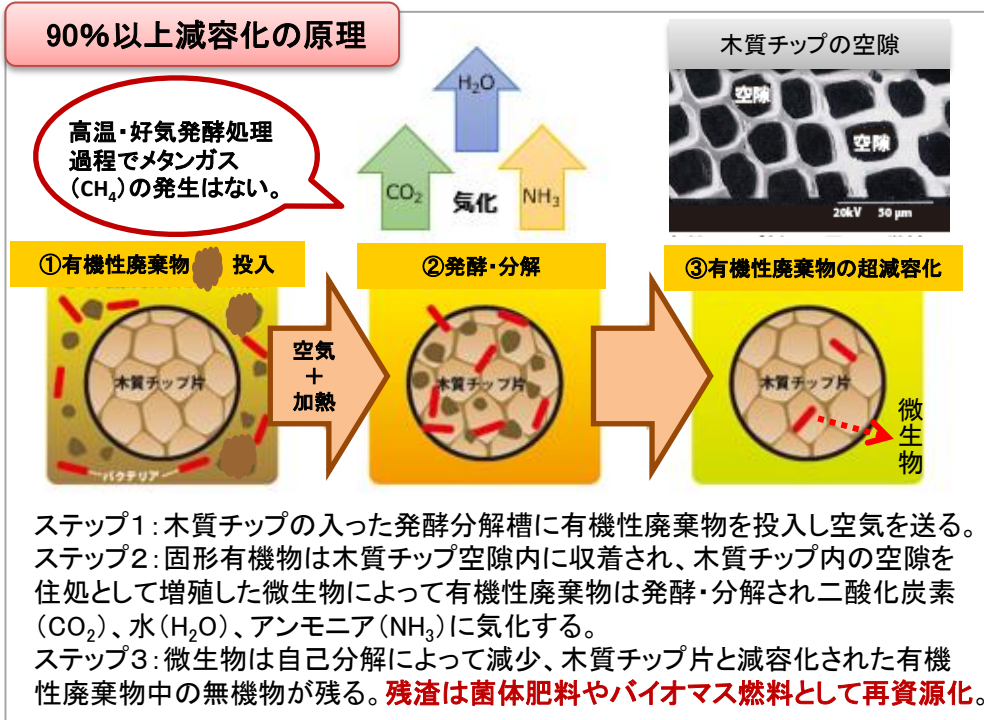 90%以上減容化の原理
木質チップの空隙
高温・好気発酵処理
過程でメタンガス
（CH₄）の発生はない。
H₂O
CO₂
気化
NH₃
空隙
空隙
20kV 50 μm
①有機性廃棄物 投入
②発酵・分解
③有機性廃棄物の超減容化
木質チップ片
バクテリア
空気
＋
加熱
木質チップ片
木質チップ片
微生物
ステップ1：木質チップの入った発酵分解槽に有機性廃棄物を投入し空気を送る。
ステップ2：固形有機物は木質チップ空隙内に収着され、木質チップ内の空隙を
住処として増殖した微生物によって有機性廃棄物は発酵・分解され二酸化炭素
（CO₂）、水（H₂O）、アンモニア（NH₃）に気化する。
ステップ3：微生物は自己分解によって減少、木質チップ片と減容化された有機
性廃棄物中の無機物が残る。残渣は菌体肥料やバイオマス燃料として再資源化。